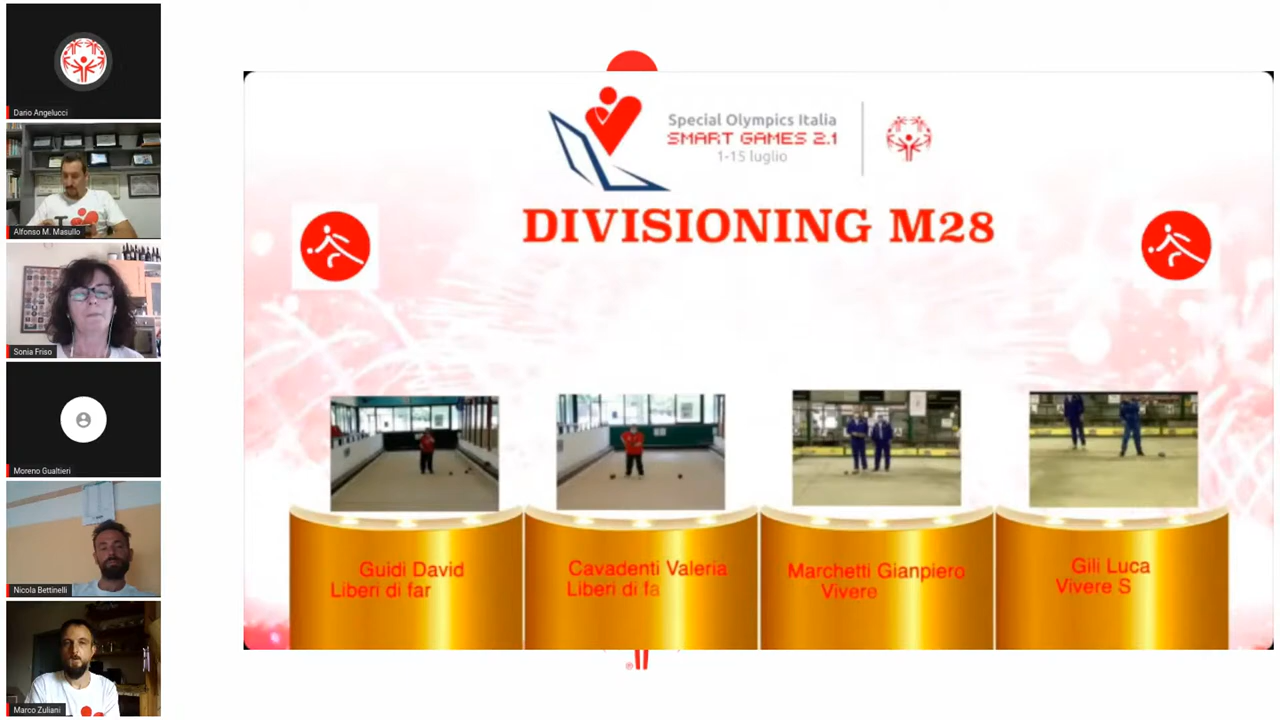 Dario Angelucci
Alfonso M. Masullo
Sonia Friso
Moreno Gualtieri
Nicola Bettinelli
Marco Zuliani
Special Olympics Italia
SMART GAMES 2.1
1-15 luglio
DIVISIONING M28
Guidi David
Liberi di far
Cavadenti Valeria
Liberi di fa
Marchetti Gianpiero
Vivere
Gili Luca
Vivere S